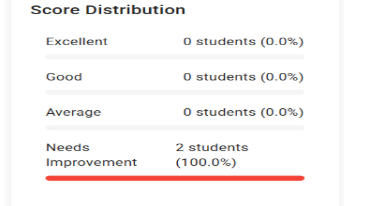 Score Distribution
Excellent 0 students (0.0%)
Good 0 students (0.0%)
Average 0 students (0.0%)
Needs 2 students
Improvement (100.0%)